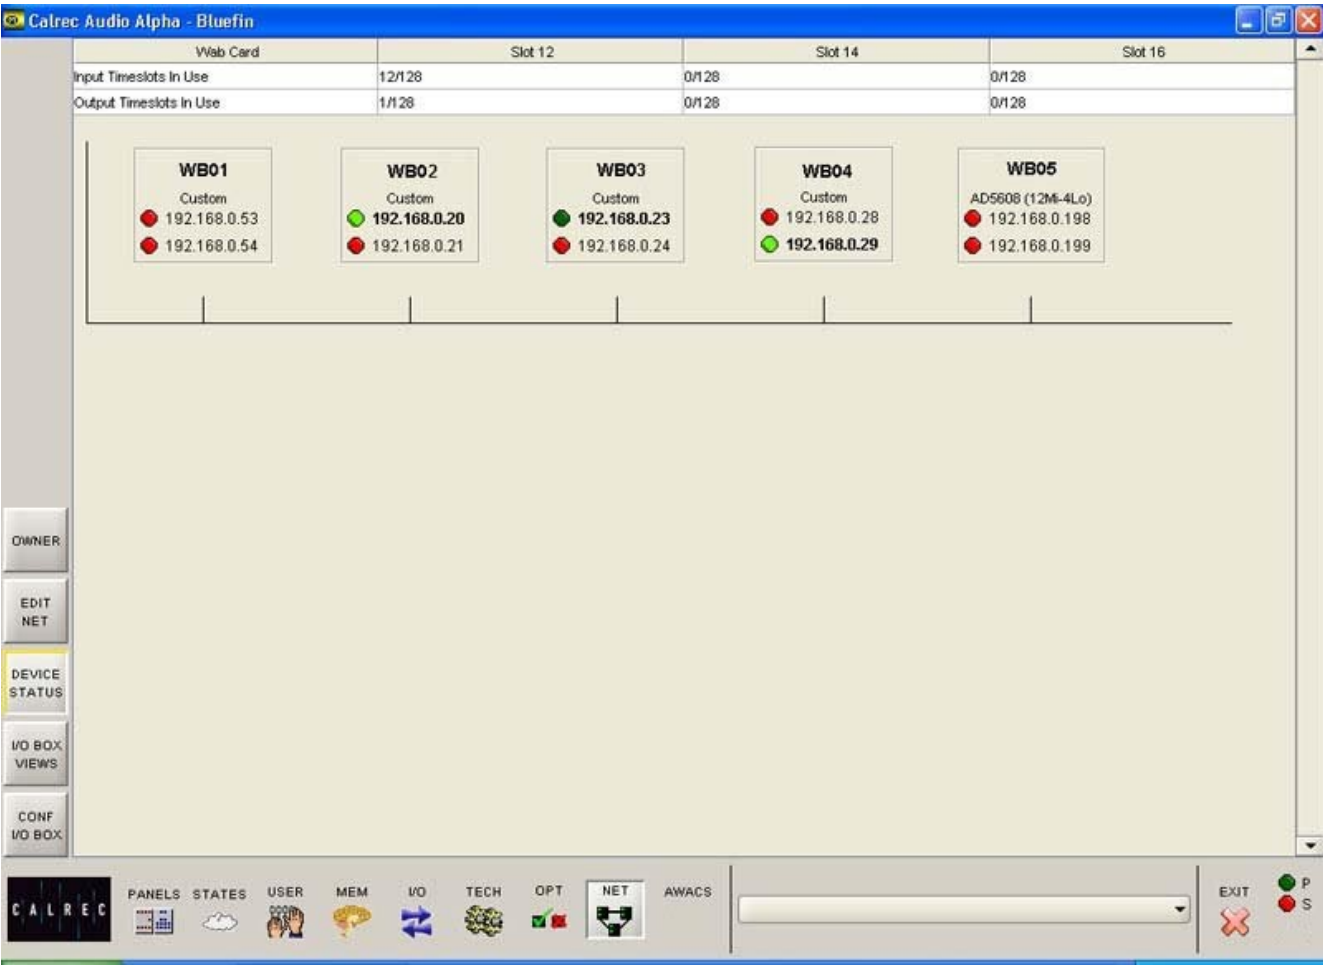 Calrec Audio Alpha - Bluefin
Wab Card Slot 12 Slot 14 Slot 16
Input Timeslots In Use 12/128 0/128 0/128
Output Timeslots In Use 1/128 0/128 0/128
WB01 WB02 WB03 WB04 WB05
Custom Custom Custom Custom AD5608 (12Mi-4Lo)
192.168.0.53 192.168.0.20 192.168.0.23 192.168.0.28 192.168.0.198
192.168.0.54 192.168.0.21 192.168.0.24 192.168.0.29 192.168.0.199
OWNER
EDIT
NET
DEVICE
STATUS
I/O BOX
VIEWS
CONF
I/O BOX
CALREC PANELS STATES USER MEM I/O TECH OPT NET AWACS EXIT P
S